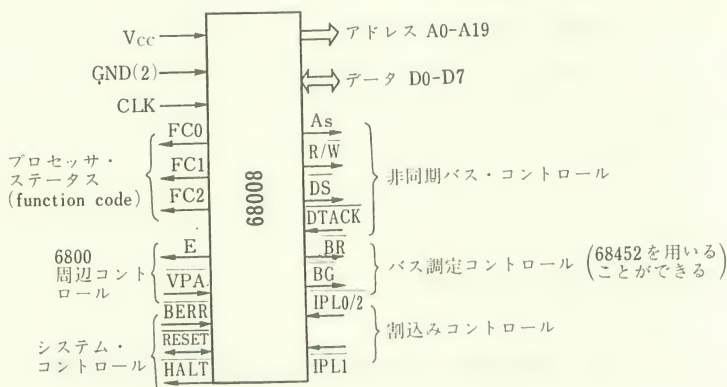 Vcc
GND(2)
CLK
プロセッサ・
ステータス
(function code)
FC0
FC1
FC2
6800
周辺コント
ロール
E
VPA
システム・
コントロール
BERR
RESET
HALT
68008
アドレス A0-A19
データ D0-D7
As
R/W
DS
DTACK
非同期バス・コントロール
BR
BG
バス調定コントロール
(68452を用いる
ことができる)
IPL0/2
IPL1
割込みコントロール